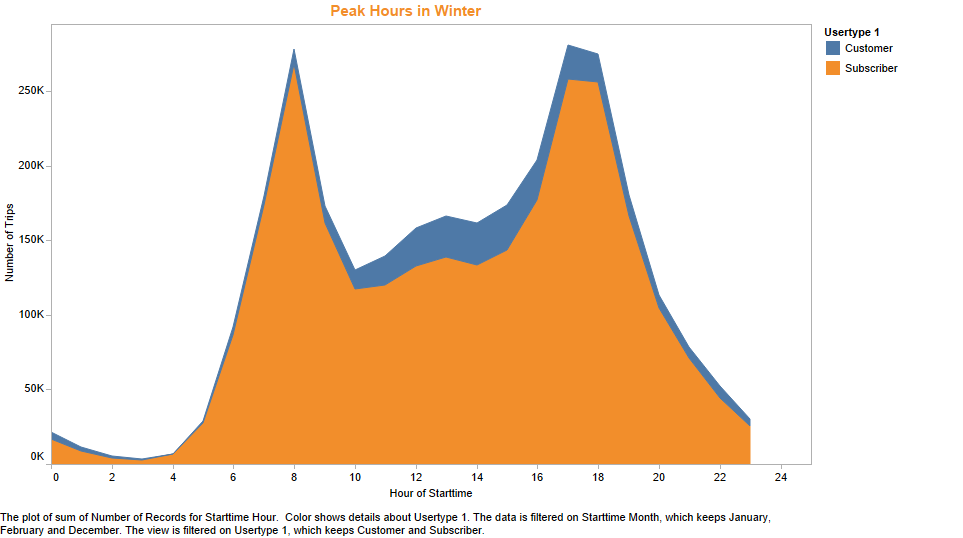 Peak Hours in Winter
Usertype 1
Customer
Subscriber
250K
200K
150K
100K
50K
0K
Number of Trips
0 2 4 6 8 10 12 14 16 18 20 22 24
Hour of Starttime
The plot of sum of Number of Records for Starttime Hour.  Color shows details about Usertype 1. The data is filtered on Starttime Month, which keeps January,
February and December. The view is filtered on Usertype 1, which keeps Customer and Subscriber.